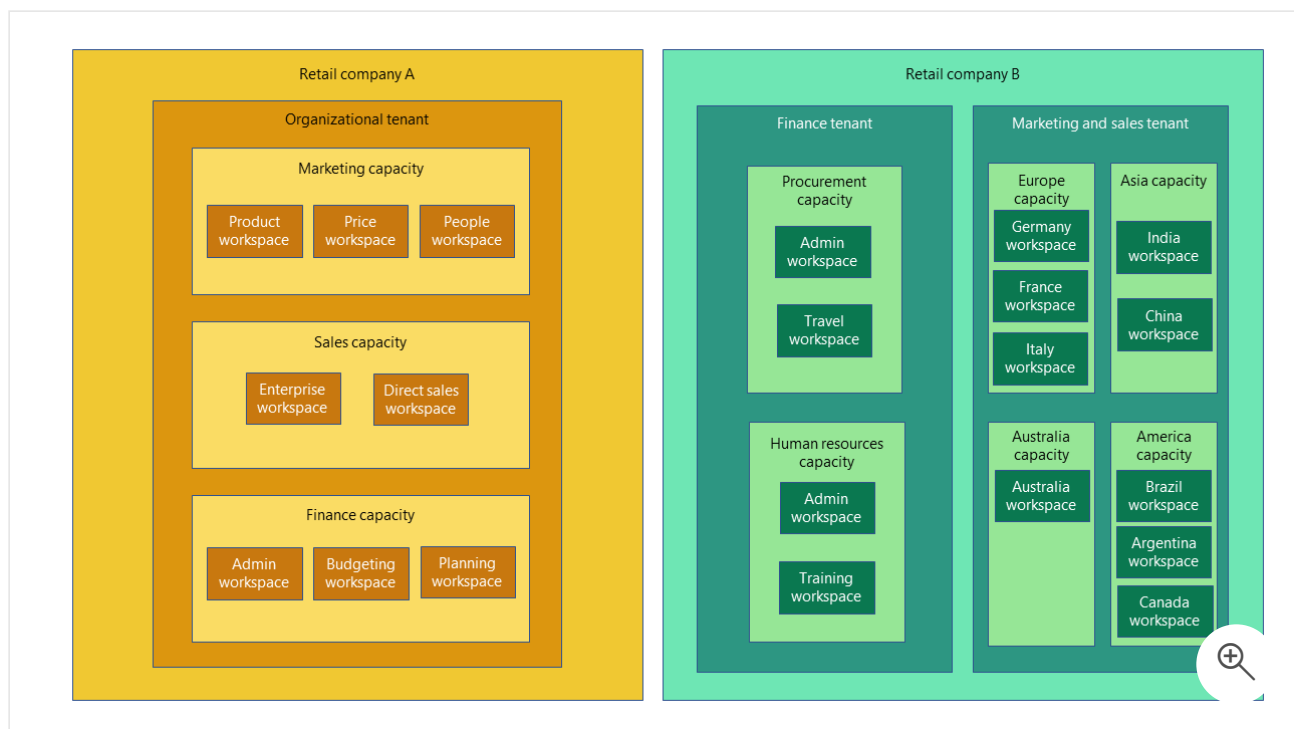 Retail company A
Organizational tenant
Marketing capacity
Product
workspace
Price
workspace
People
workspace
Sales capacity
Enterprise
workspace
Direct sales
workspace
Finance capacity
Admin
workspace
Budgeting
workspace
Planning
workspace
Retail company B
Finance tenant
Procurement
capacity
Admin
workspace
Travel
workspace
Human resources
capacity
Admin
workspace
Training
workspace
Marketing and sales tenant
Europe
capacity
Germany
workspace
France
workspace
Italy
workspace
Asia capacity
India
workspace
China
workspace
Australia
capacity
Australia
workspace
America
capacity
Brazil
workspace
Argentina
workspace
Canada
workspace